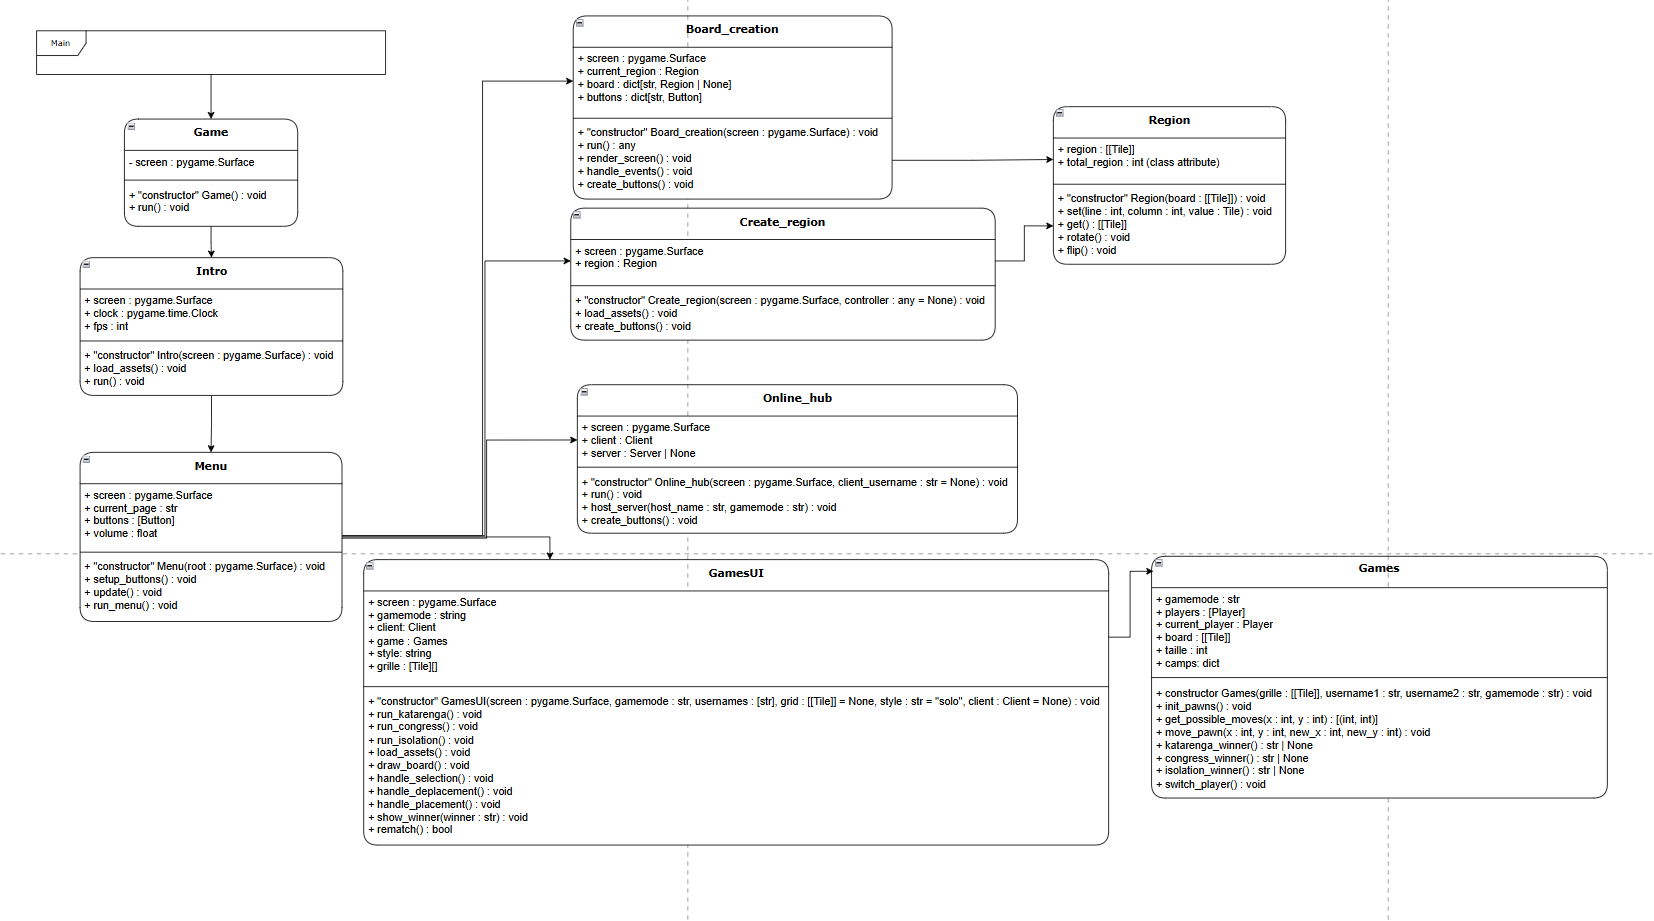 Main
Game
- screen : pygame.Surface
+ "constructor" Game() : void
+ run() : void
Intro
+ screen : pygame.Surface
+ clock : pygame.time.Clock
+ fps : int
+ "constructor" Intro(screen : pygame.Surface) : void
+ load_assets() : void
+ run() : void
Menu
+ screen : pygame.Surface
+ current_page : str
+ buttons : [Button]
+ volume : float
+ "constructor" Menu(root : pygame.Surface) : void
+ setup_buttons() : void
+ update() : void
+ run_menu() : void
Board_creation
+ screen : pygame.Surface
+ current_region : Region
+ board : dict[str, Region | None]
+ buttons : dict[str, Button]
+ "constructor" Board_creation(screen : pygame.Surface) : void
+ run() : any
+ render_screen() : void
+ handle_events() : void
+ create_buttons() : void
Create_region
+ screen : pygame.Surface
+ region : Region
+ "constructor" Create_region(screen : pygame.Surface, controller : any = None) : void
+ load_assets() : void
+ create_buttons() : void
Region
+ region : [[Tile]]
+ total_region : int (class attribute)
+ "constructor" Region(board : [[Tile]]) : void
+ set(line : int, column : int, value : Tile) : void
+ get() : [[Tile]]
+ rotate() : void
+ flip() : void
Online_hub
+ screen : pygame.Surface
+ client : Client
+ server : Server | None
+ "constructor" Online_hub(screen : pygame.Surface, client_username : str = None) : void
+ run() : void
+ host_server(host_name : str, gamemode : str) : void
+ create_buttons() : void
GamesUI
+ screen : pygame.Surface
+ gamemode : string
+ client: Client
+ game : Games
+ style: string
+ grille : [Tile][]
+ "constructor" GamesUI(screen : pygame.Surface, gamemode : str, usernames : [str], grid : [[Tile]] = None, style : str = "solo", client : Client = None) : void
+ run_katarenga() : void
+ run_congress() : void
+ run_isolation() : void
+ load_assets() : void
+ draw_board() : void
+ handle_selection() : void
+ handle_deplacement() : void
+ handle_placement() : void
+ show_winner(winner : str) : void
+ rematch() : bool
Games
+ gamemode : str
+ players : [Player]
+ current_player : Player
+ board : [[Tile]]
+ taille : int
+ camps: dict
+ constructor Games(grille : [[Tile]], username1 : str, username2 : str, gamemode : str) : void
+ init_pawns() : void
+ get_possible_moves(x : int, y : int) : [(int, int)]
+ move_pawn(x : int, y : int, new_x : int, new_y : int) : void
+ katarenga_winner() : str | None
+ congress_winner() : str | None
+ isolation_winner() : str | None
+ switch_player() : void